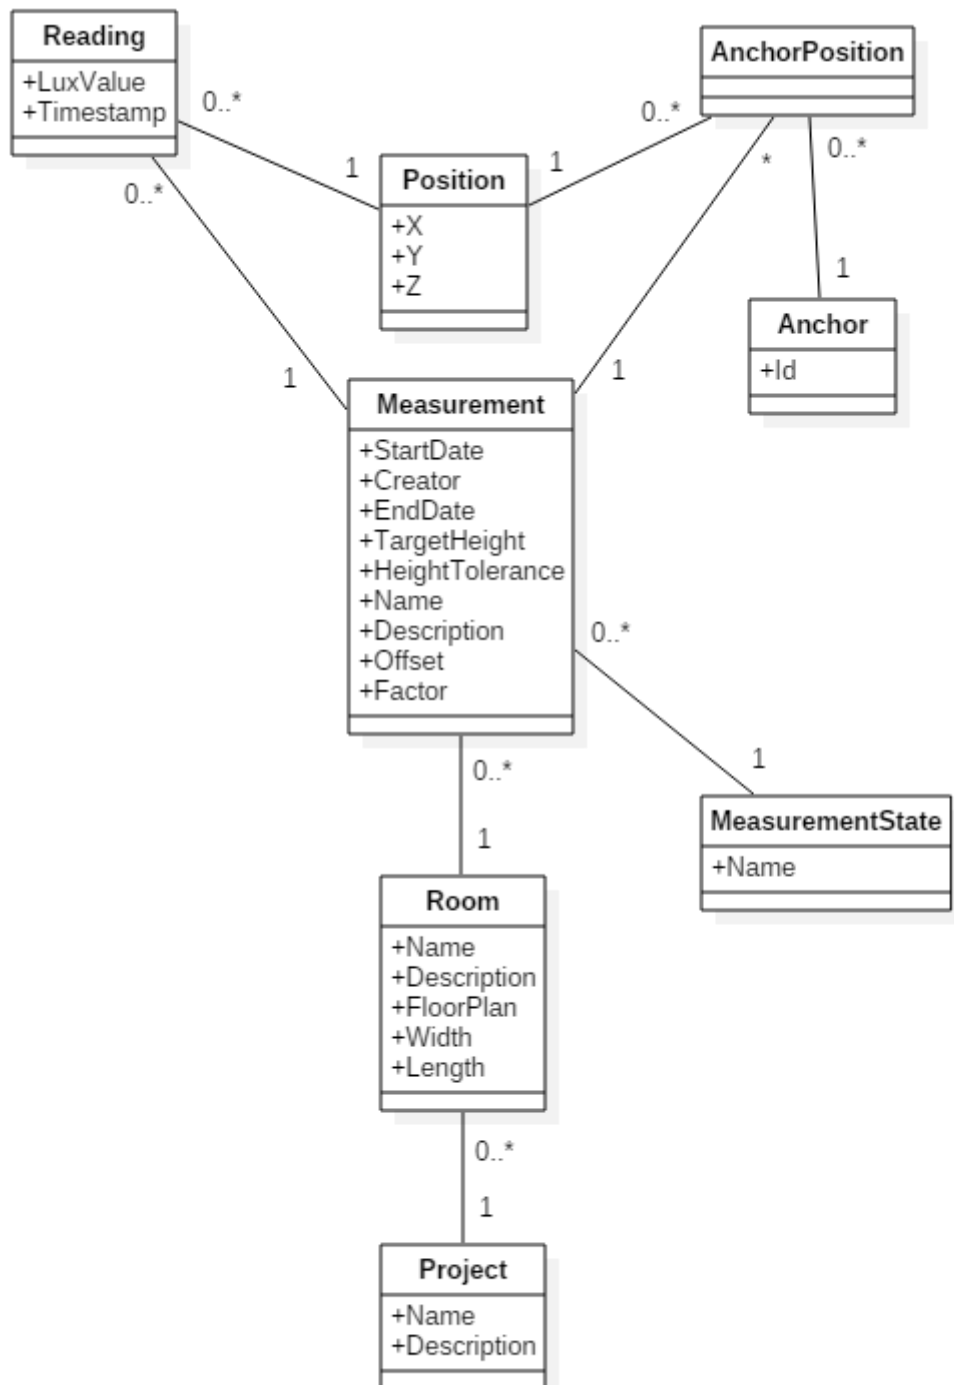 Reading
+LuxValue
+Timestamp
0..*
0..*
AnchorPosition
0..*
*
0..*
1
1
Position
+X
+Y
+Z
1
Anchor
+Id
1
1
Measurement
+StartDate
+Creator
+EndDate
+TargetHeight
+HeightTolerance
+Name
+Description
+Offset
+Factor
0..*
1
MeasurementState
+Name
0..*
1
Room
+Name
+Description
+FloorPlan
+Width
+Length
0..*
1
Project
+Name
+Description